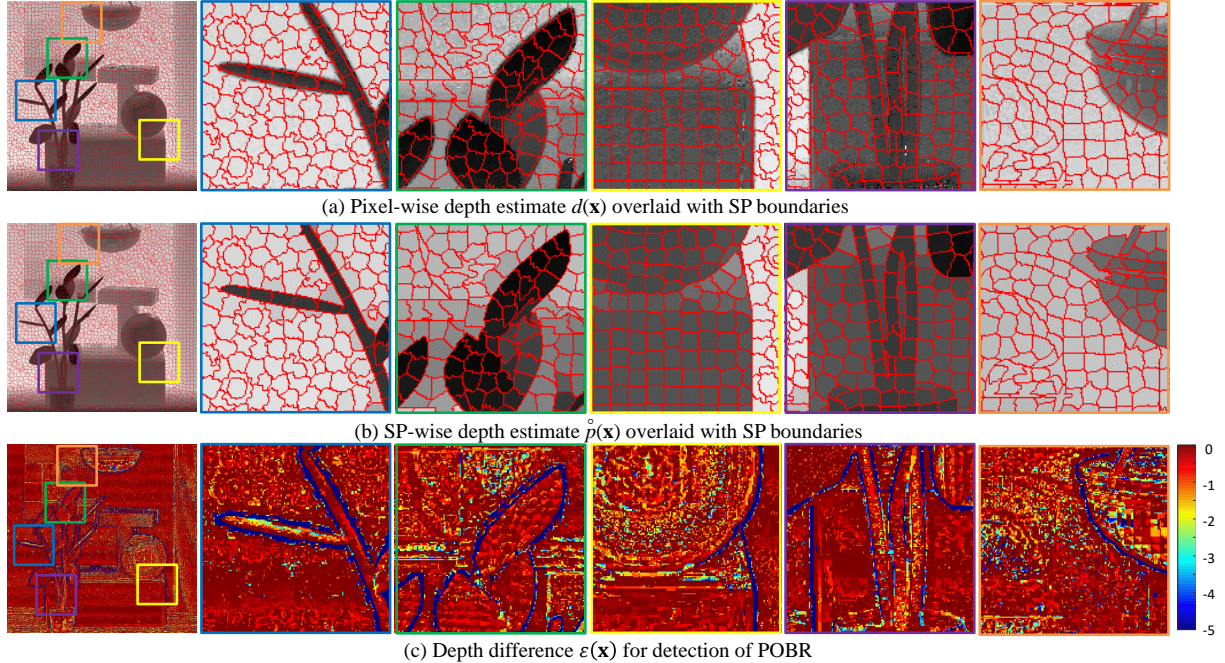 (a) Pixel-wise depth estimate d(x) overlaid with SP boundaries
(b) SP-wise depth estimate p̊(x) overlaid with SP boundaries
0
-1
-2
-3
-4
-5
(c) Depth difference ε(x) for detection of POBR